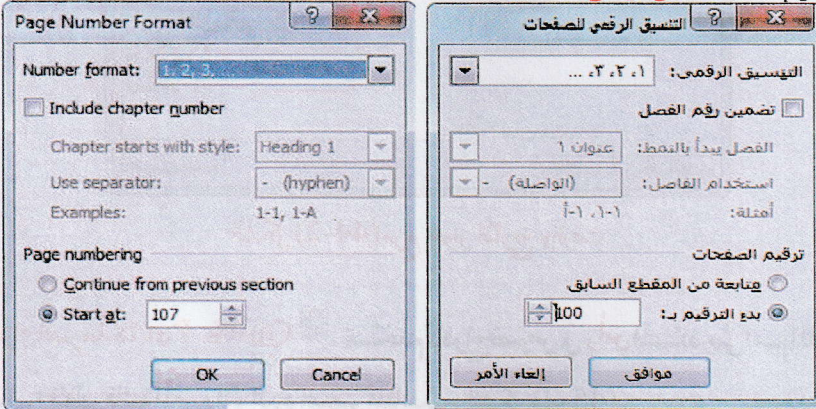 Page Number Format
Number format: 1, 2, 3, ...
Include chapter number
Chapter starts with style: Heading 1
Use separator: - (hyphen)
Examples: 1-1, 1-A
Page numbering
Continue from previous section
Start at: 107
OK Cancel
التنسيق الرقمي للصفحات
التنسيق الرقمي: ١، ٢، ٣، ...
تضمين رقم الفصل
الفصل يبدأ بالنمط: عنوان ١
استخدام الفاصل: - (الواصلة)
أمثلة: ١-١، ١-أ
ترقيم الصفحات
متابعة من المقطع السابق
بدء الترقيم بـ: 100
موافق إلغاء الأمر